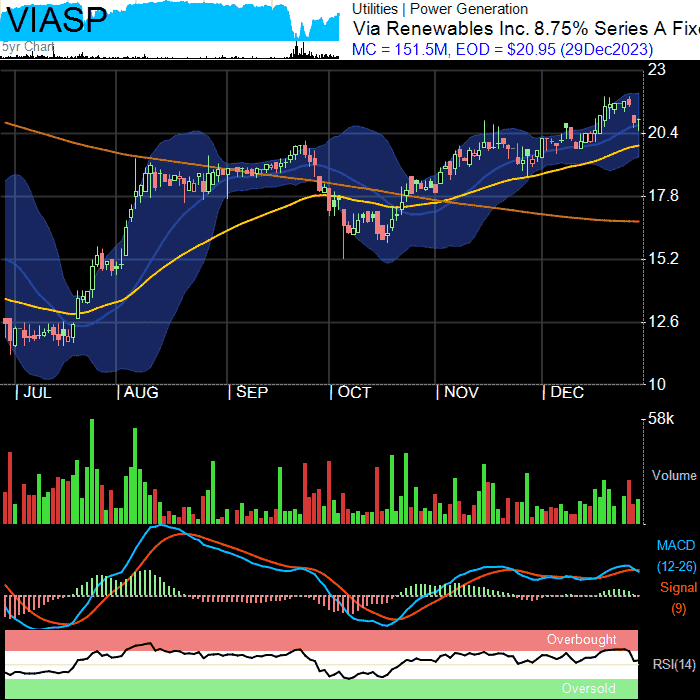 VIASP
5yr Chart
Utilities | Power Generation
Via Renewables Inc. 8.75% Series A Fixe
MC = 151.5M, EOD = $20.95 (29Dec2023)
23
20.4
17.8
15.2
12.6
10
JUL AUG SEP OCT NOV DEC
58k
Volume
MACD
(12-26)
Signal
(9)
Overbought
RSI(14)
Oversold